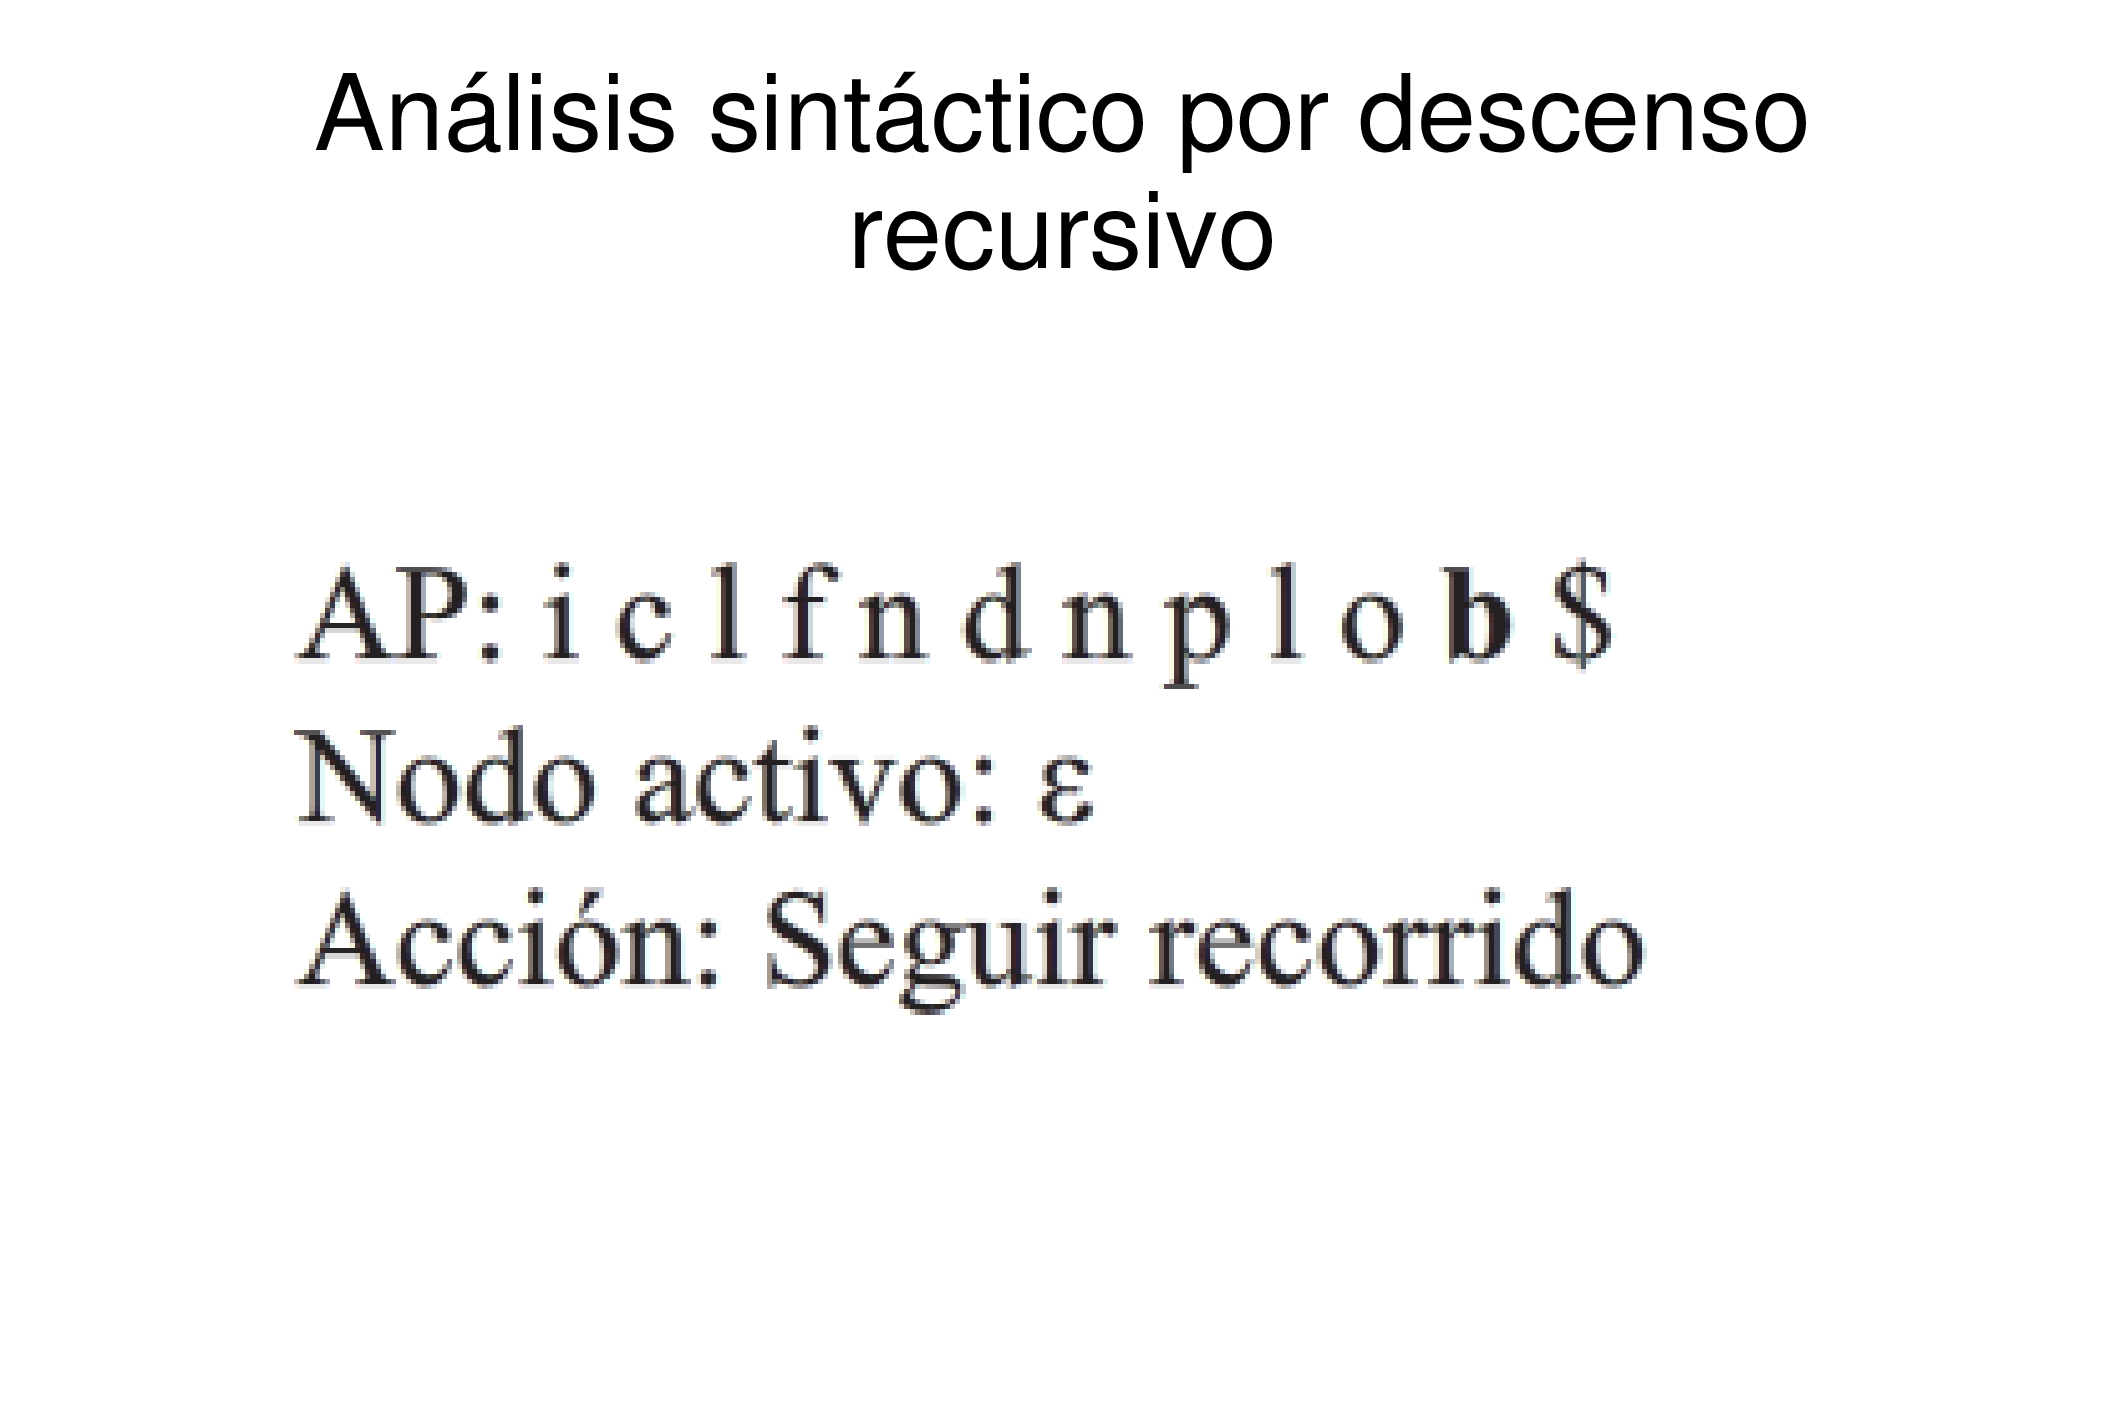 Análisis sintáctico por descenso
recursivo
AP: i c l f n d n p l o b $
Nodo activo: ε
Acción: Seguir recorrido